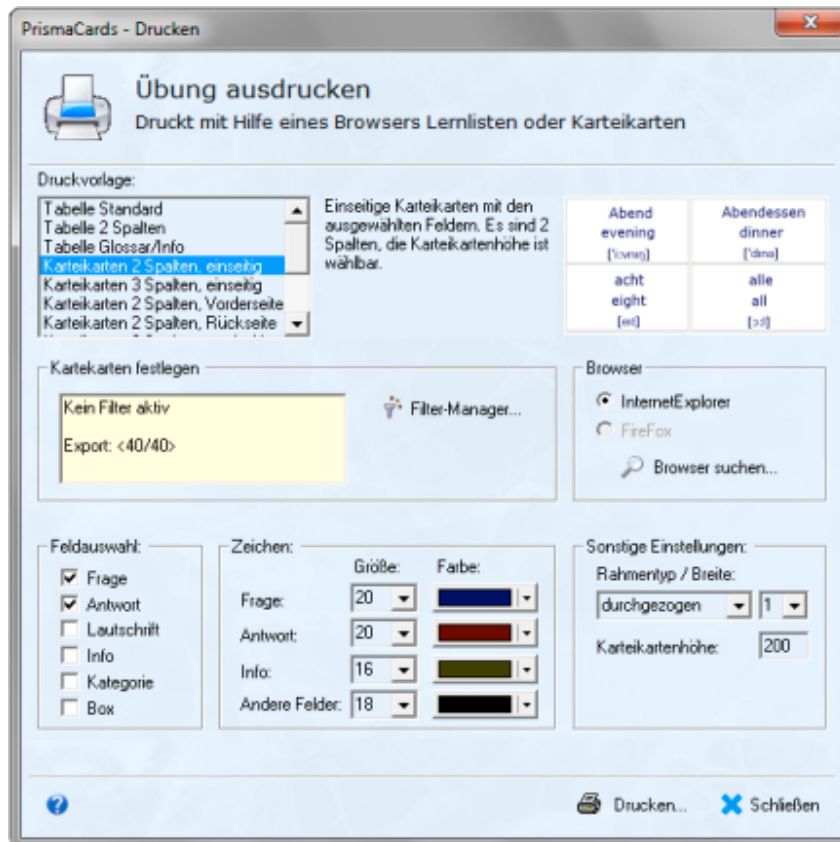 PrismaCards - Drucken
Übung ausdrucken
Druckt mit Hilfe eines Browsers Lernlisten oder Karteikarten
Druckvorlage:
Tabelle Standard
Tabelle 2 Spalten
Tabelle Glossar/Info
Karteikarten 2 Spalten, einseitig
Karteikarten 3 Spalten, einseitig
Karteikarten 2 Spalten, Vorderseite
Karteikarten 2 Spalten, Rückseite
Einseitige Karteikarten mit den
ausgewählten Feldern. Es sind 2
Spalten, die Karteikartenhöhe ist
wählbar.
Abend
evening
Abendessen
dinner
acht
eight
alle
all
Kartekarten festlegen
Kein Filter aktiv
Export: <40/40>
Filter-Manager...
Browser
InternetExplorer
FireFox
Browser suchen...
Feldauswahl:
Frage
Antwort
Lautschrift
Info
Kategorie
Box
Zeichen:
Größe: Farbe:
Frage: 20
Antwort: 20
Info: 16
Andere Felder: 18
Sonstige Einstellungen:
Rahmentyp / Breite:
durchgezogen 1
Karteikartenhöhe: 200
Drucken... Schließen